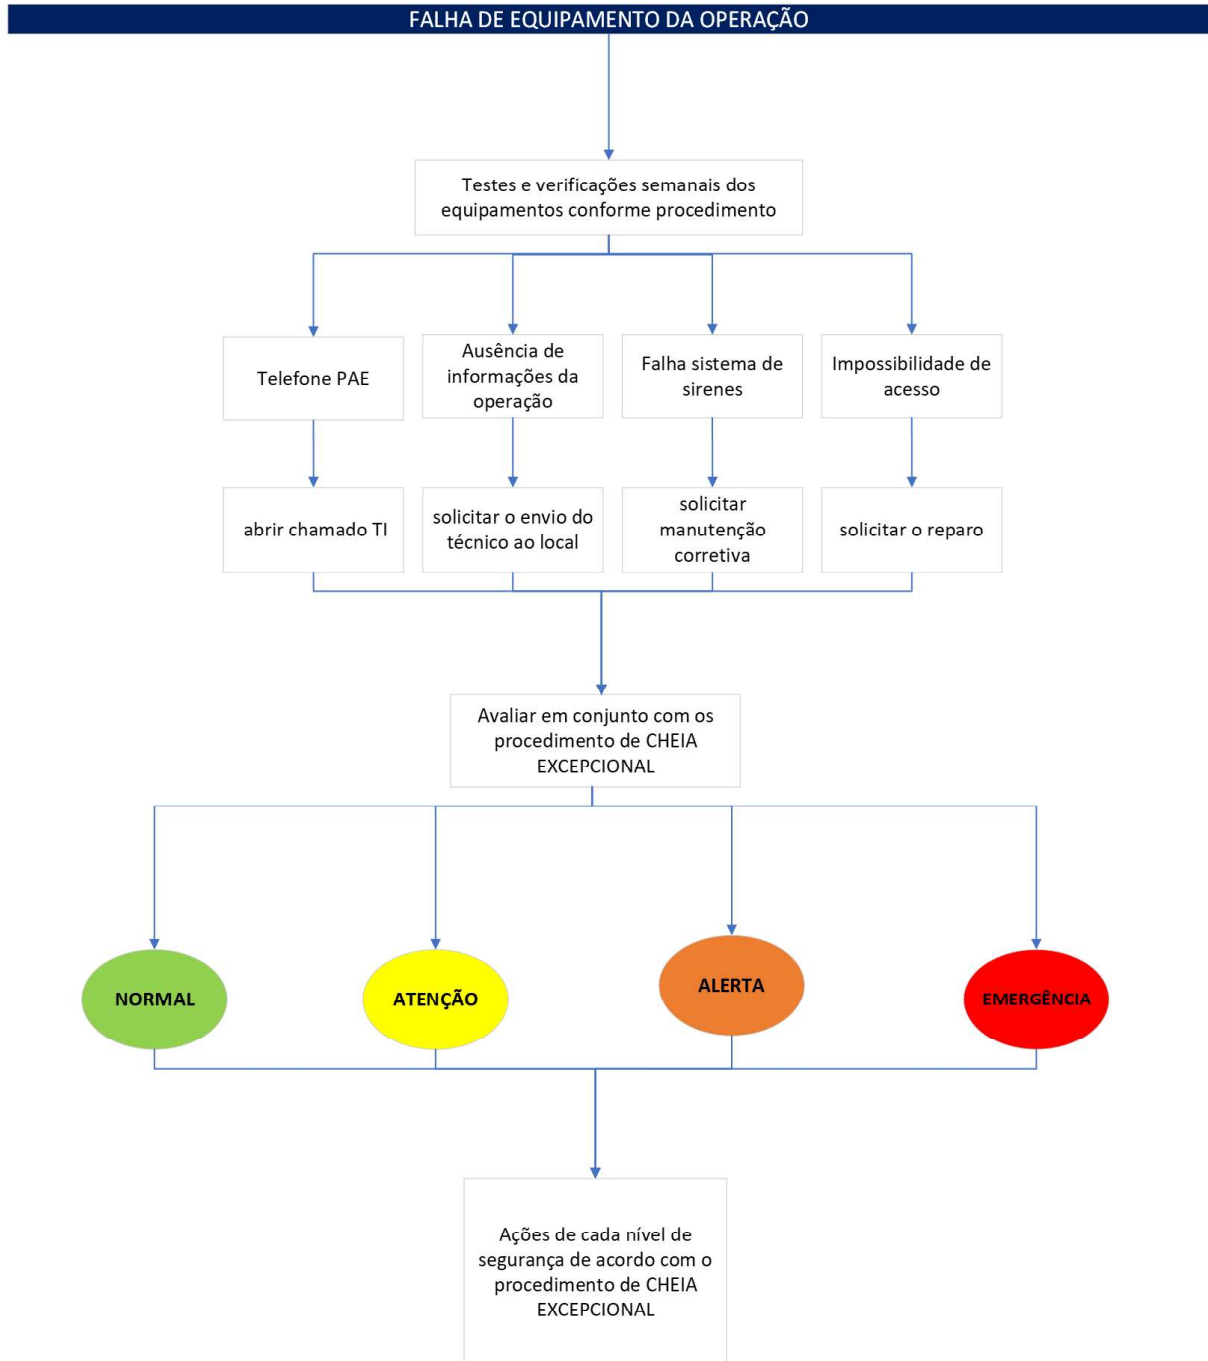 FALHA DE EQUIPAMENTO DA OPERAÇÃO
Testes e verificações semanais dos
equipamentos conforme procedimento
Telefone PAE
Ausência de
informações da
operação
Falha sistema de
sirenes
Impossibilidade de
acesso
abrir chamado TI
solicitar o envio do
técnico ao local
solicitar
manutenção
corretiva
solicitar o reparo
Avaliar em conjunto com os
procedimento de CHEIA
EXCEPCIONAL
NORMAL
ATENÇÃO
ALERTA
EMERGÊNCIA
Ações de cada nível de
segurança de acordo com o
procedimento de CHEIA
EXCEPCIONAL